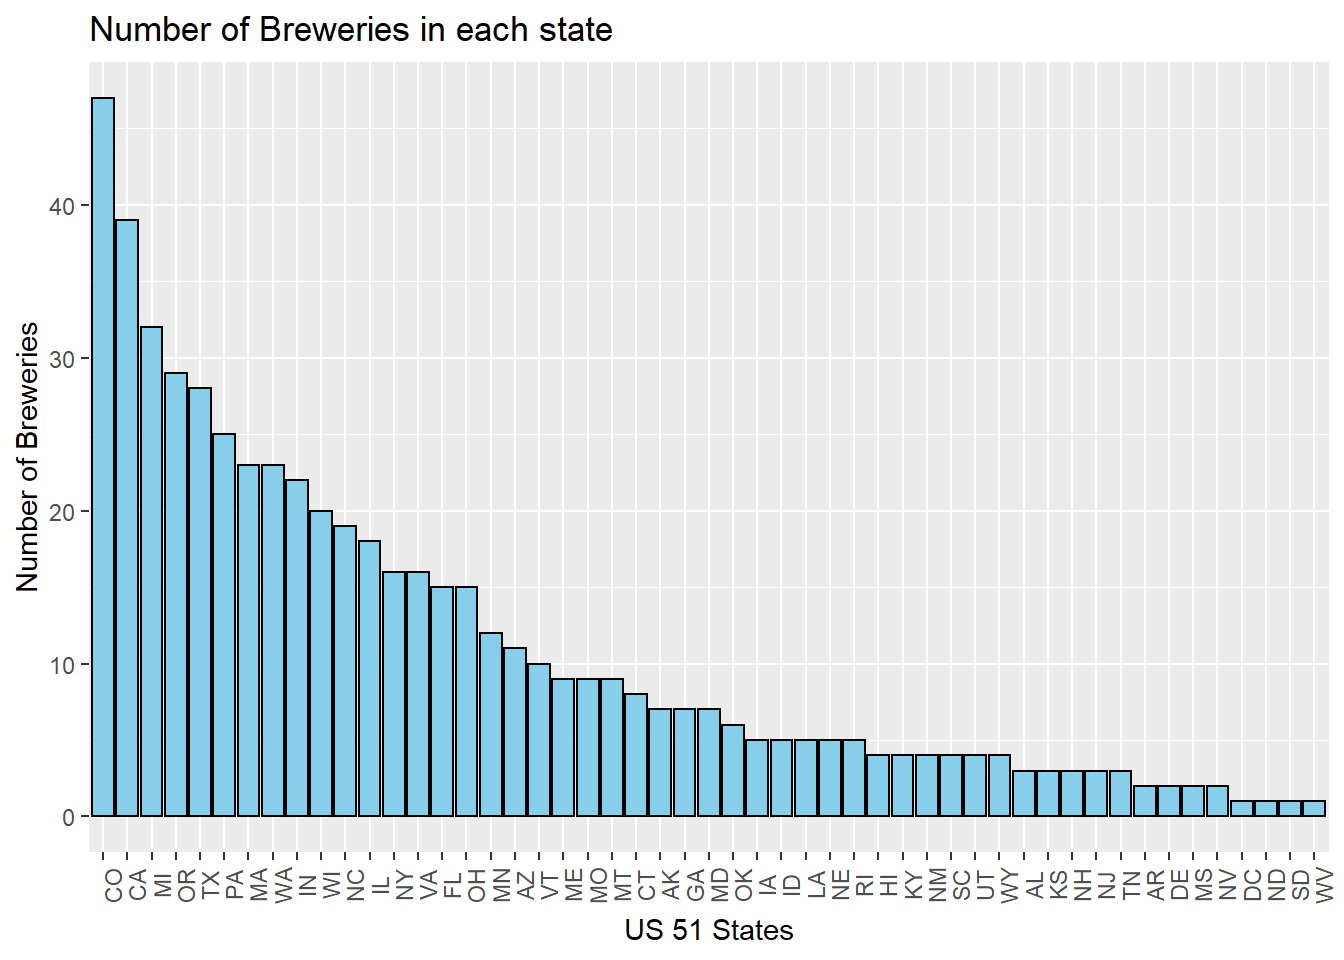 Number of Breweries in each state
Number of Breweries
40
30
20
10
0
CO CA MI OR TX PA MA WA IN WI NC IL NY VA FL OH MN AZ VT ME MO MT CT AK GA MD OK IA ID LA NE RI HI KY NM SC UT WY AL KS NH NJ TN AR DE MS NV DC ND SD WV
US 51 States